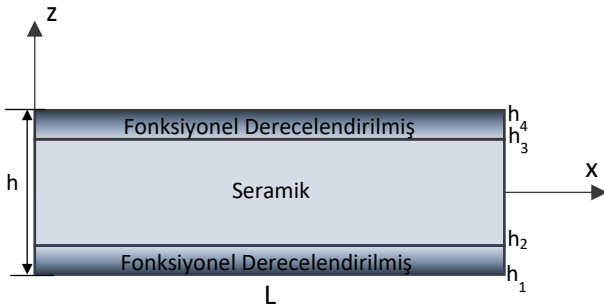 z
h₄
Fonksiyonel Derecelendirilmiş
h₃
x
h
Seramik
h₂
Fonksiyonel Derecelendirilmiş
h₁
L